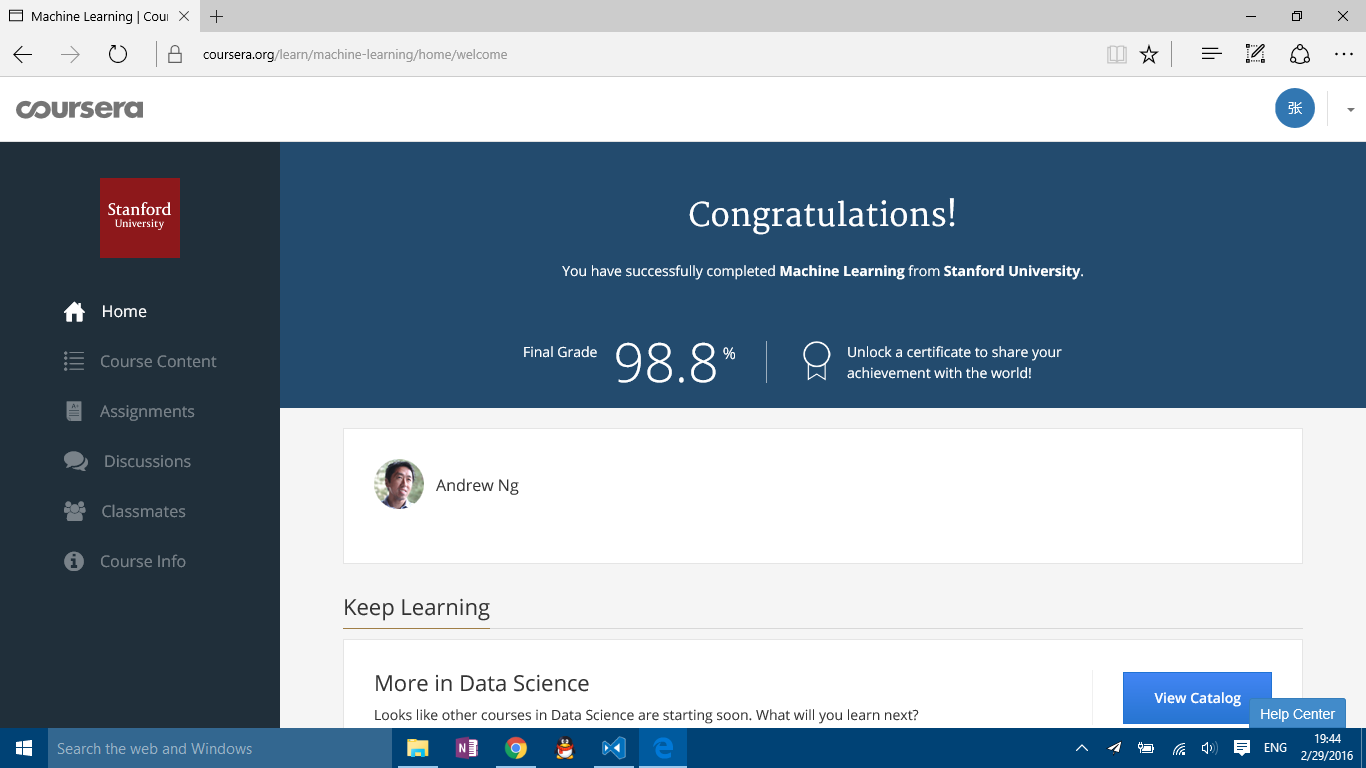 Machine Learning | Cour
coursera.org/learn/machine-learning/home/welcome
coursera
张
Stanford
University
Home
Course Content
Assignments
Discussions
Classmates
Course Info
Congratulations!
You have successfully completed Machine Learning from Stanford University.
Final Grade
98.8 %
Unlock a certificate to share your
achievement with the world!
Andrew Ng
Keep Learning
More in Data Science
Looks like other courses in Data Science are starting soon. What will you learn next?
View Catalog
Help Center
Search the web and Windows
ENG
19:44
2/29/2016